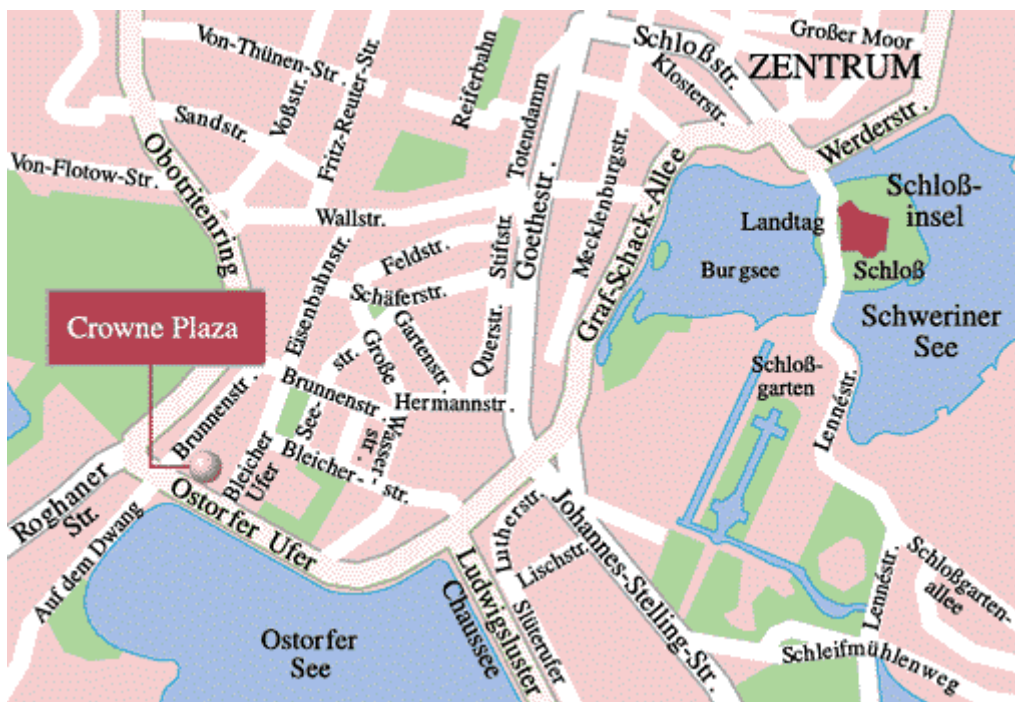 Großer Moor
Schloßstr.
ZENTRUM
Von-Thünen-Str.
Voßstr.
Fritz-Reuter-Str.
Reiferbahn
Klosterstr.
Sandstr.
Totendamm
Werderstr.
Obotritenring
Von-Flotow-Str.
Mecklenburgstr.
Graf-Schack-Allee
Schloß-
insel
Landtag
Wallstr.
Goethestr.
Stiftstr.
Feldstr.
Burgsee
Schloß
Eisenbahnstr.
Schäferstr.
Schweriner
See
Crowne Plaza
Große
Wasser-
str.
Gartenstr.
Querstr.
Schloß-
garten
Brunnenstr.
Brunnenstr.
Hermannstr.
See-
str.
Lennéstr.
Bleicher
Ufer
Bleicher-
str.
Roghaner
Str.
Ostorfer Ufer
Auf dem Dwang
Lutherstr.
Johannes-Stelling-Str.
Lischstr.
Ludwigsluster
Chaussee
Slüterufer
Ostorfer
See
Lennéstr.
Schloßgarten-
allee
Schleifmühlenweg